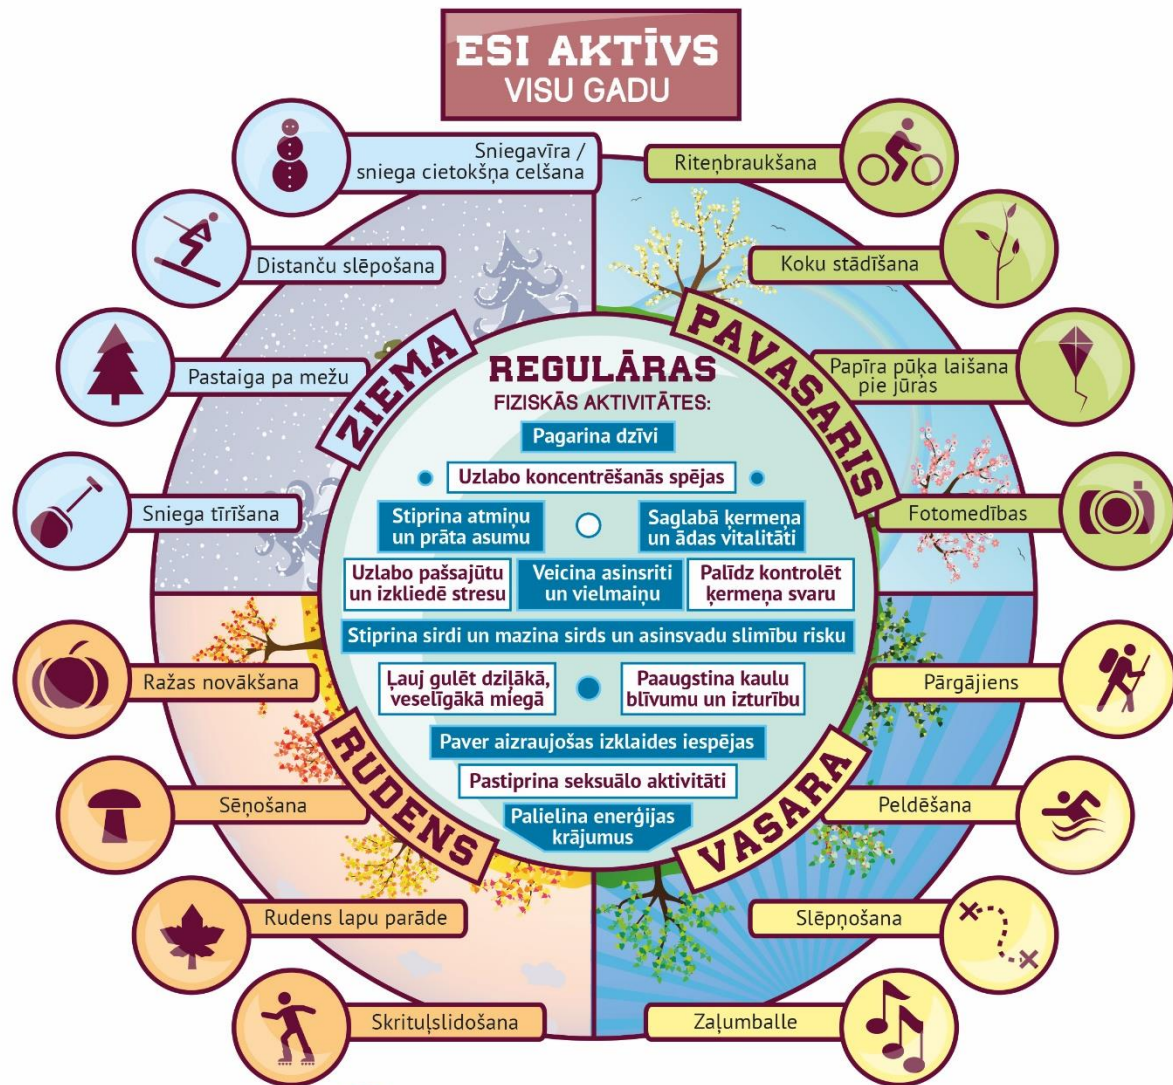 ESI AKTĪVS
VISU GADU
Sniegavīra /
sniega cietokšņa celšana
Distanču slēpošana
Pastaiga pa mežu
Sniega tīrīšana
ZIEMA
Riteņbraukšana
Koku stādīšana
Papīra pūķa laišana
pie jūras
Fotomedības
PAVASARIS
REGULĀRAS
FIZISKĀS AKTIVITĀTES:
Pagarina dzīvi
Uzlabo koncentrēšanās spējas
Stiprina atmiņu
un prāta asumu
Saglabā ķermeņa
un ādas vitalitāti
Uzlabo pašsajūtu
un izkliedē stresu
Veicina asinsriti
un vielmaiņu
Palīdz kontrolēt
ķermeņa svaru
Stiprina sirdi un mazina sirds un asinsvadu slimību risku
Ļauj gulēt dziļākā,
veselīgākā miegā
Paaugstina kaulu
blīvumu un izturību
Paver aizraujošas izklaides iespējas
Pastiprina seksuālo aktivitāti
Palielina enerģijas
krājumus
RUDENS
Ražas novākšana
Sēņošana
Rudens lapu parāde
Skrituļslidošana
VASARA
Pārgājiens
Peldēšana
Slēpņošana
Zaļumballe